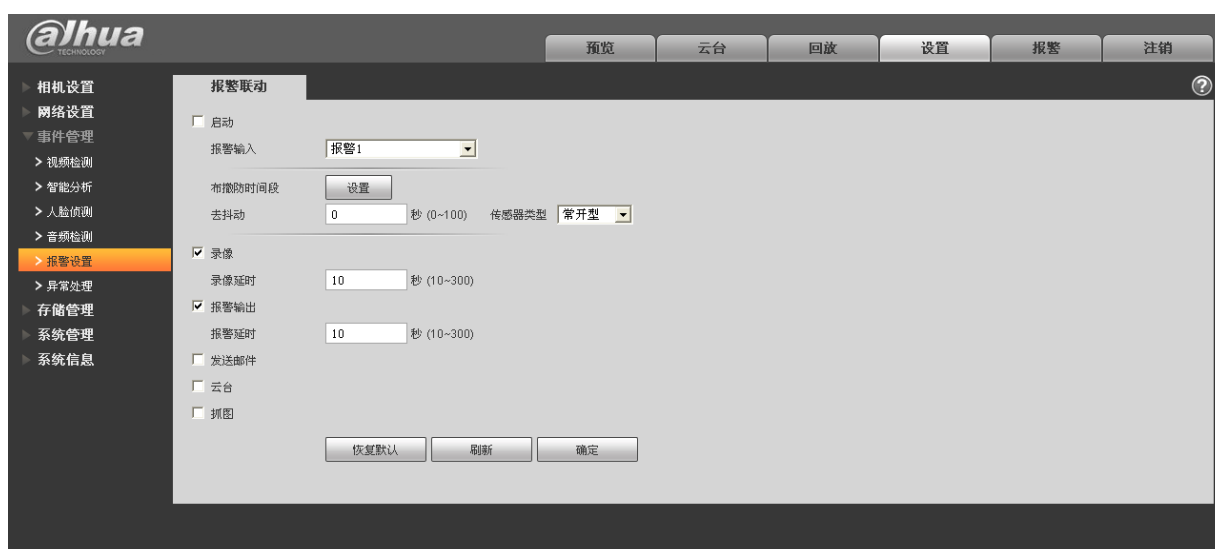 alhua
TECHNOLOGY
预览 云台 回放 设置 报警 注销
相机设置
网络设置
事件管理
> 视频检测
> 智能分析
> 人脸侦测
> 音频检测
> 报警设置
> 异常处理
存储管理
系统管理
系统信息
报警联动 ?
启动
报警输入 报警1
布撤防时间段 设置
去抖动 0 秒 (0~100) 传感器类型 常开型
录像
录像延时 10 秒 (10~300)
报警输出
报警延时 10 秒 (10~300)
发送邮件
云台
抓图
恢复默认 刷新 确定